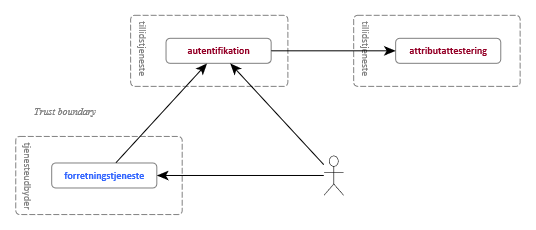 tillidstjeneste
autentifikation
tillidstjeneste
attributattestering
Trust boundary
tjenesteudbyder
forretningstjeneste